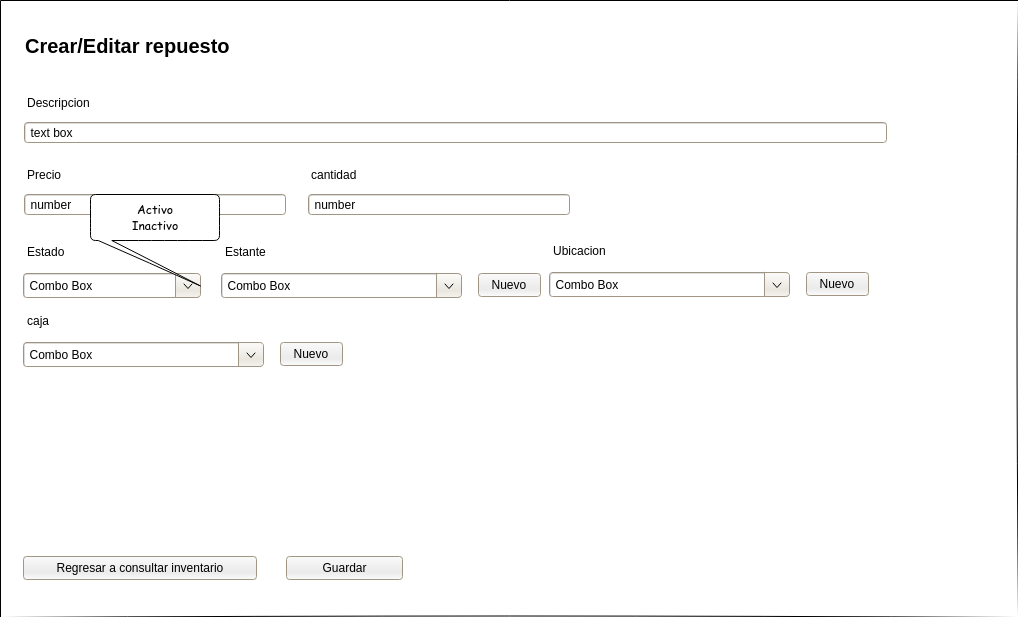 Crear/Editar repuesto
Descripcion
text box
Precio
cantidad
number
number
Activo
Inactivo
Estado
Estante
Ubicacion
Combo Box
Combo Box
Nuevo
Combo Box
Nuevo
caja
Combo Box
Nuevo
Regresar a consultar inventario
Guardar